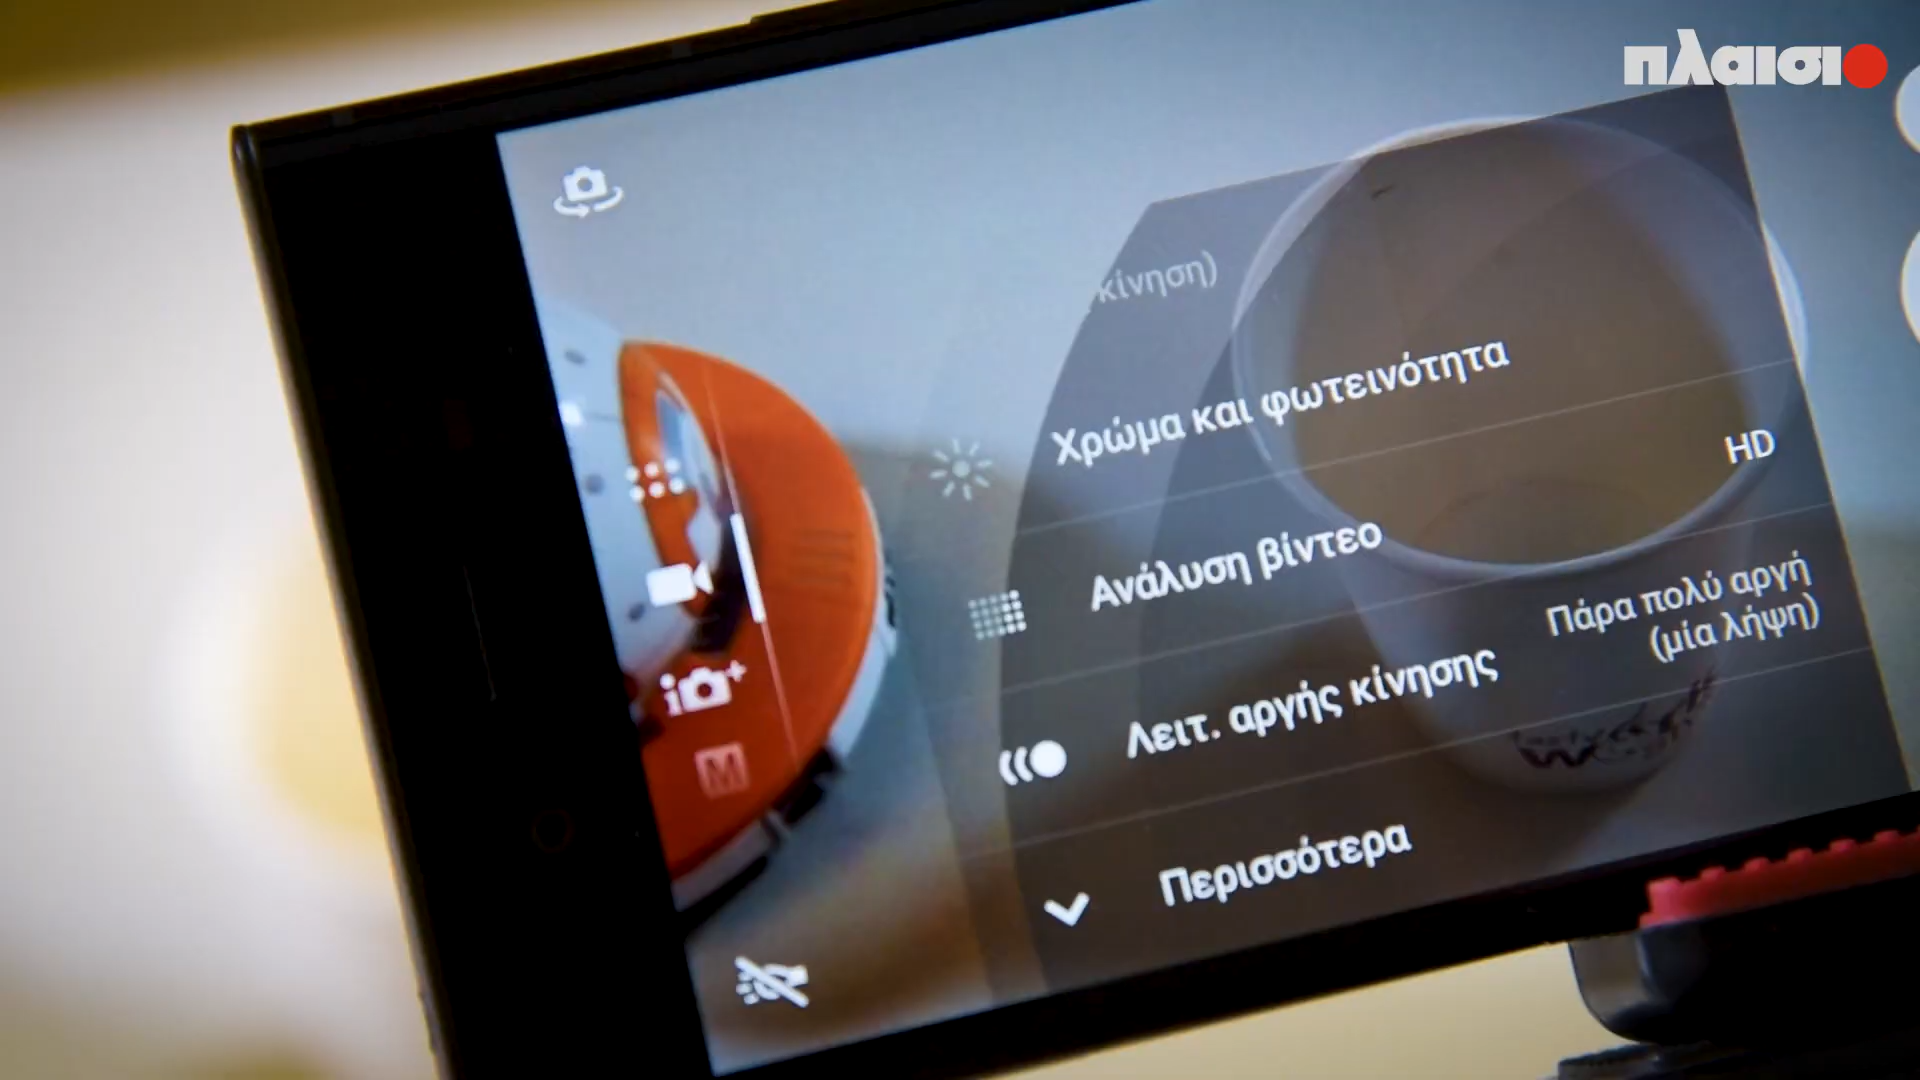 πλαισιο
κίνηση)
Χρώμα και φωτεινότητα
HD
Ανάλυση βίντεο
Πάρα πολύ αργή
(μία λήψη)
Λειτ. αργής κίνησης
Περισσότερα
i+
M